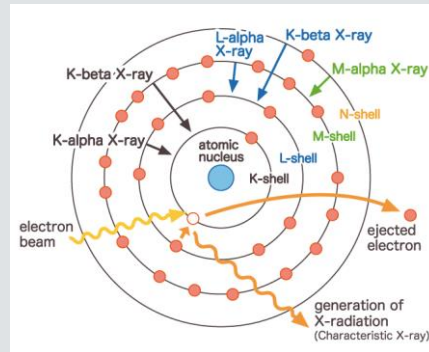 L-alpha
X-ray
K-beta X-ray
K-beta X-ray
M-alpha X-ray
N-shell
M-shell
K-alpha X-ray
atomic
nucleus
L-shell
K-shell
electron
beam
ejected
electron
generation of
X-radiation
(Characteristic X-ray)